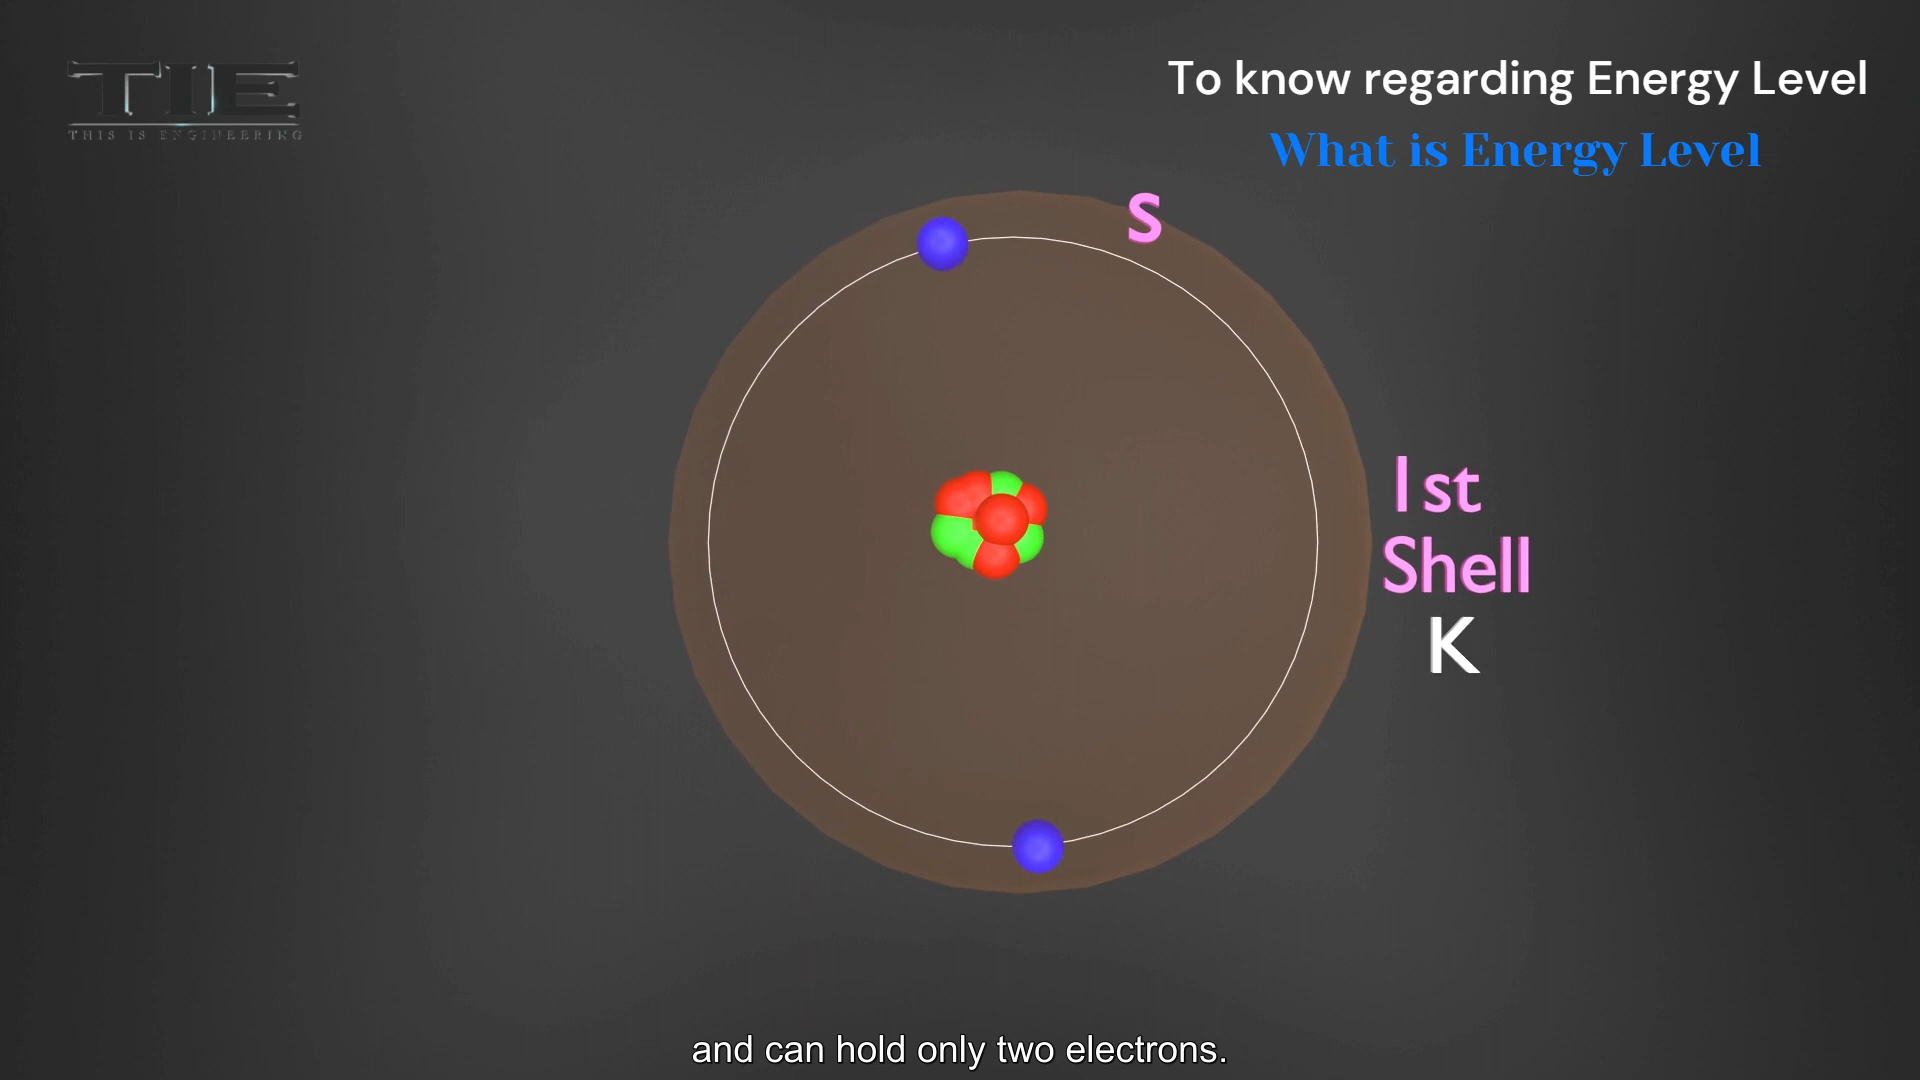 TIE
THIS IS ENGINEERING
To know regarding Energy Level
What is Energy Level
S
1st
Shell
K
and can hold only two electrons.